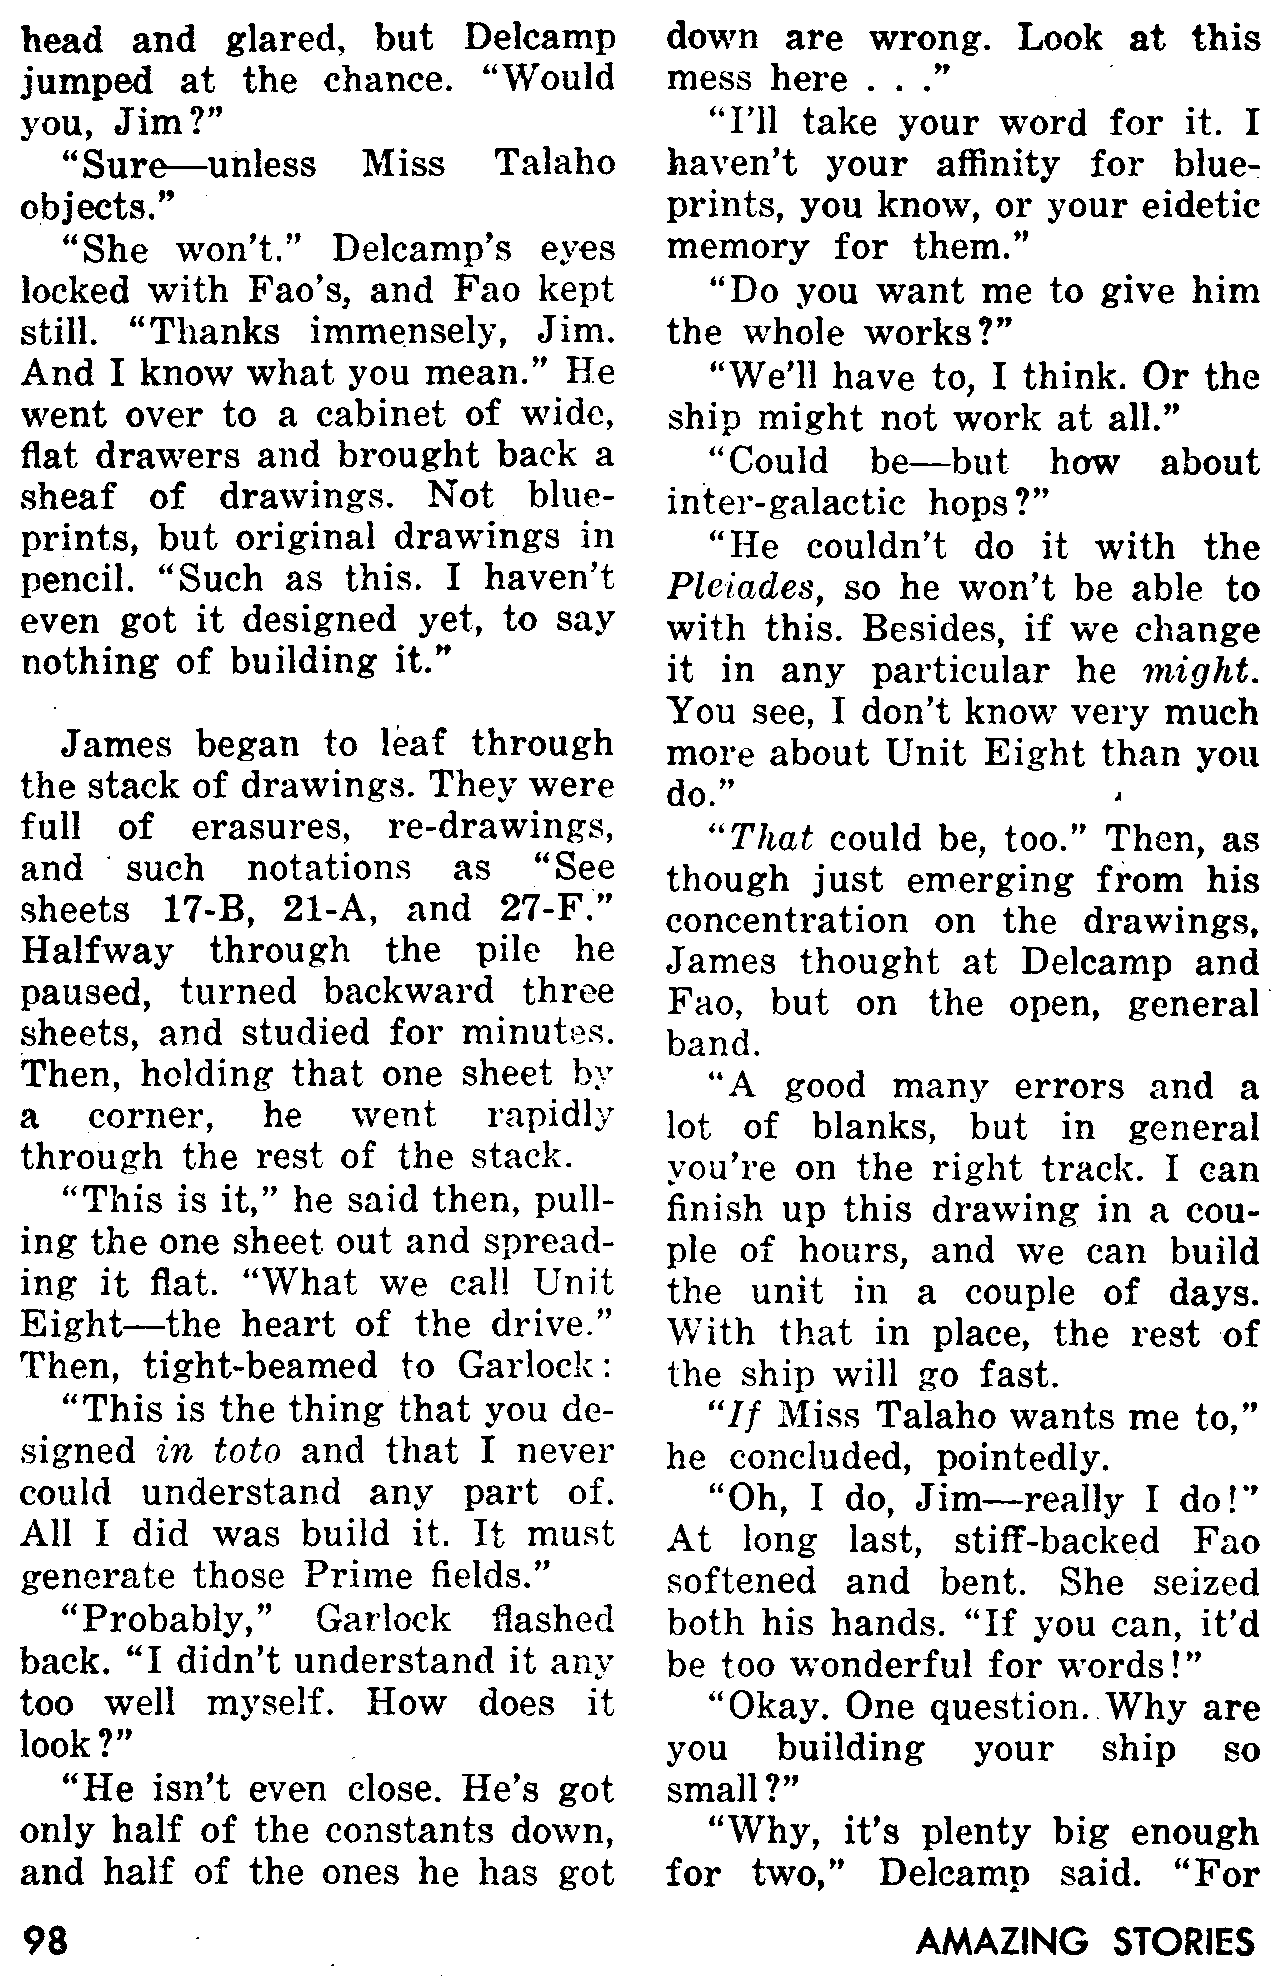 head and glared, but Delcamp
jumped at the chance. “Would
you, Jim?”
“Sure—unless Miss Talaho
objects.”
“She won't.” Delcamp's eyes
locked with Fao's, and Fao kept
still. “Thanks immensely, Jim.
And I know what you mean.” He
went over to a cabinet of wide,
flat drawers and brought back a
sheaf of drawings. Not blue-
prints, but original drawings in
pencil. “Such as this. I haven't
even got it designed yet, to say
nothing of building it.”
James began to leaf through
the stack of drawings. They were
full of erasures, re-drawings,
and such notations as “See
sheets 17-B, 21-A, and 27-F.”
Halfway through the pile he
paused, turned backward three
sheets, and studied for minutes.
Then, holding that one sheet by
a corner, he went rapidly
through the rest of the stack.
“This is it,” he said then, pull-
ing the one sheet out and spread-
ing it flat. “What we call Unit
Eight—the heart of the drive.”
Then, tight-beamed to Garlock:
“This is the thing that you de-
signed in toto and that I never
could understand any part of.
All I did was build it. It must
generate those Prime fields.”
“Probably,” Garlock flashed
back. “I didn't understand it any
too well myself. How does it
look?”
“He isn't even close. He's got
only half of the constants down,
and half of the ones he has got
down are wrong. Look at this
mess here . . .”
“I'll take your word for it. I
haven't your affinity for blue-
prints, you know, or your eidetic
memory for them.”
“Do you want me to give him
the whole works?”
“We'll have to, I think. Or the
ship might not work at all.”
“Could be—but how about
inter-galactic hops?”
“He couldn't do it with the
Pleiades, so he won't be able to
with this. Besides, if we change
it in any particular he might.
You see, I don't know very much
more about Unit Eight than you
do.”
“That could be, too.” Then, as
though just emerging from his
concentration on the drawings,
James thought at Delcamp and
Fao, but on the open, general
band.
“A good many errors and a
lot of blanks, but in general
you're on the right track. I can
finish up this drawing in a cou-
ple of hours, and we can build
the unit in a couple of days.
With that in place, the rest of
the ship will go fast.
“If Miss Talaho wants me to,”
he concluded, pointedly.
“Oh, I do, Jim—really I do!”
At long last, stiff-backed Fao
softened and bent. She seized
both his hands. “If you can, it'd
be too wonderful for words!”
“Okay. One question. Why are
you building your ship so
small?”
“Why, it's plenty big enough
for two,” Delcamp said. “For
98
AMAZING STORIES